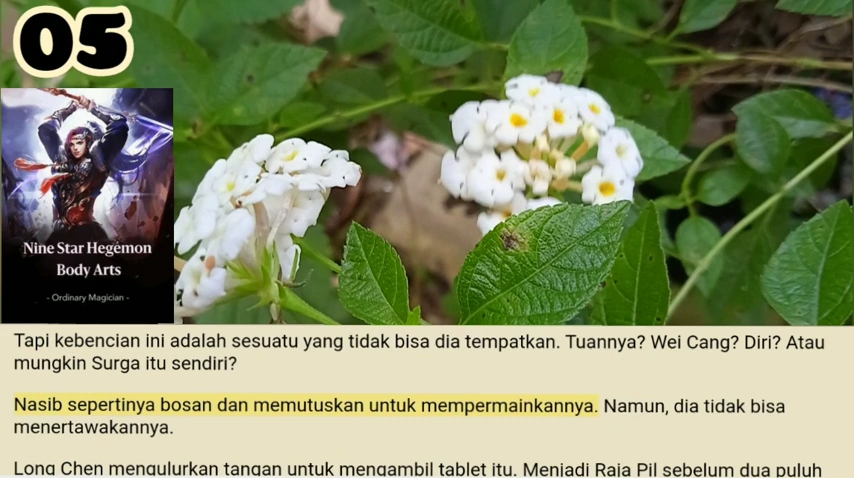 05
Nine Star Hegemon
Body Arts
- Ordinary Magician -
Tapi kebencian ini adalah sesuatu yang tidak bisa dia tempatkan. Tuannya? Wei Cang? Diri? Atau
mungkin Surga itu sendiri?
Nasib sepertinya bosan dan memutuskan untuk mempermainkannya. Namun, dia tidak bisa
menertawakannya.
Long Chen mengulurkan tangan untuk mengambil tablet itu. Menjadi Raja Pil sebelum dua puluh